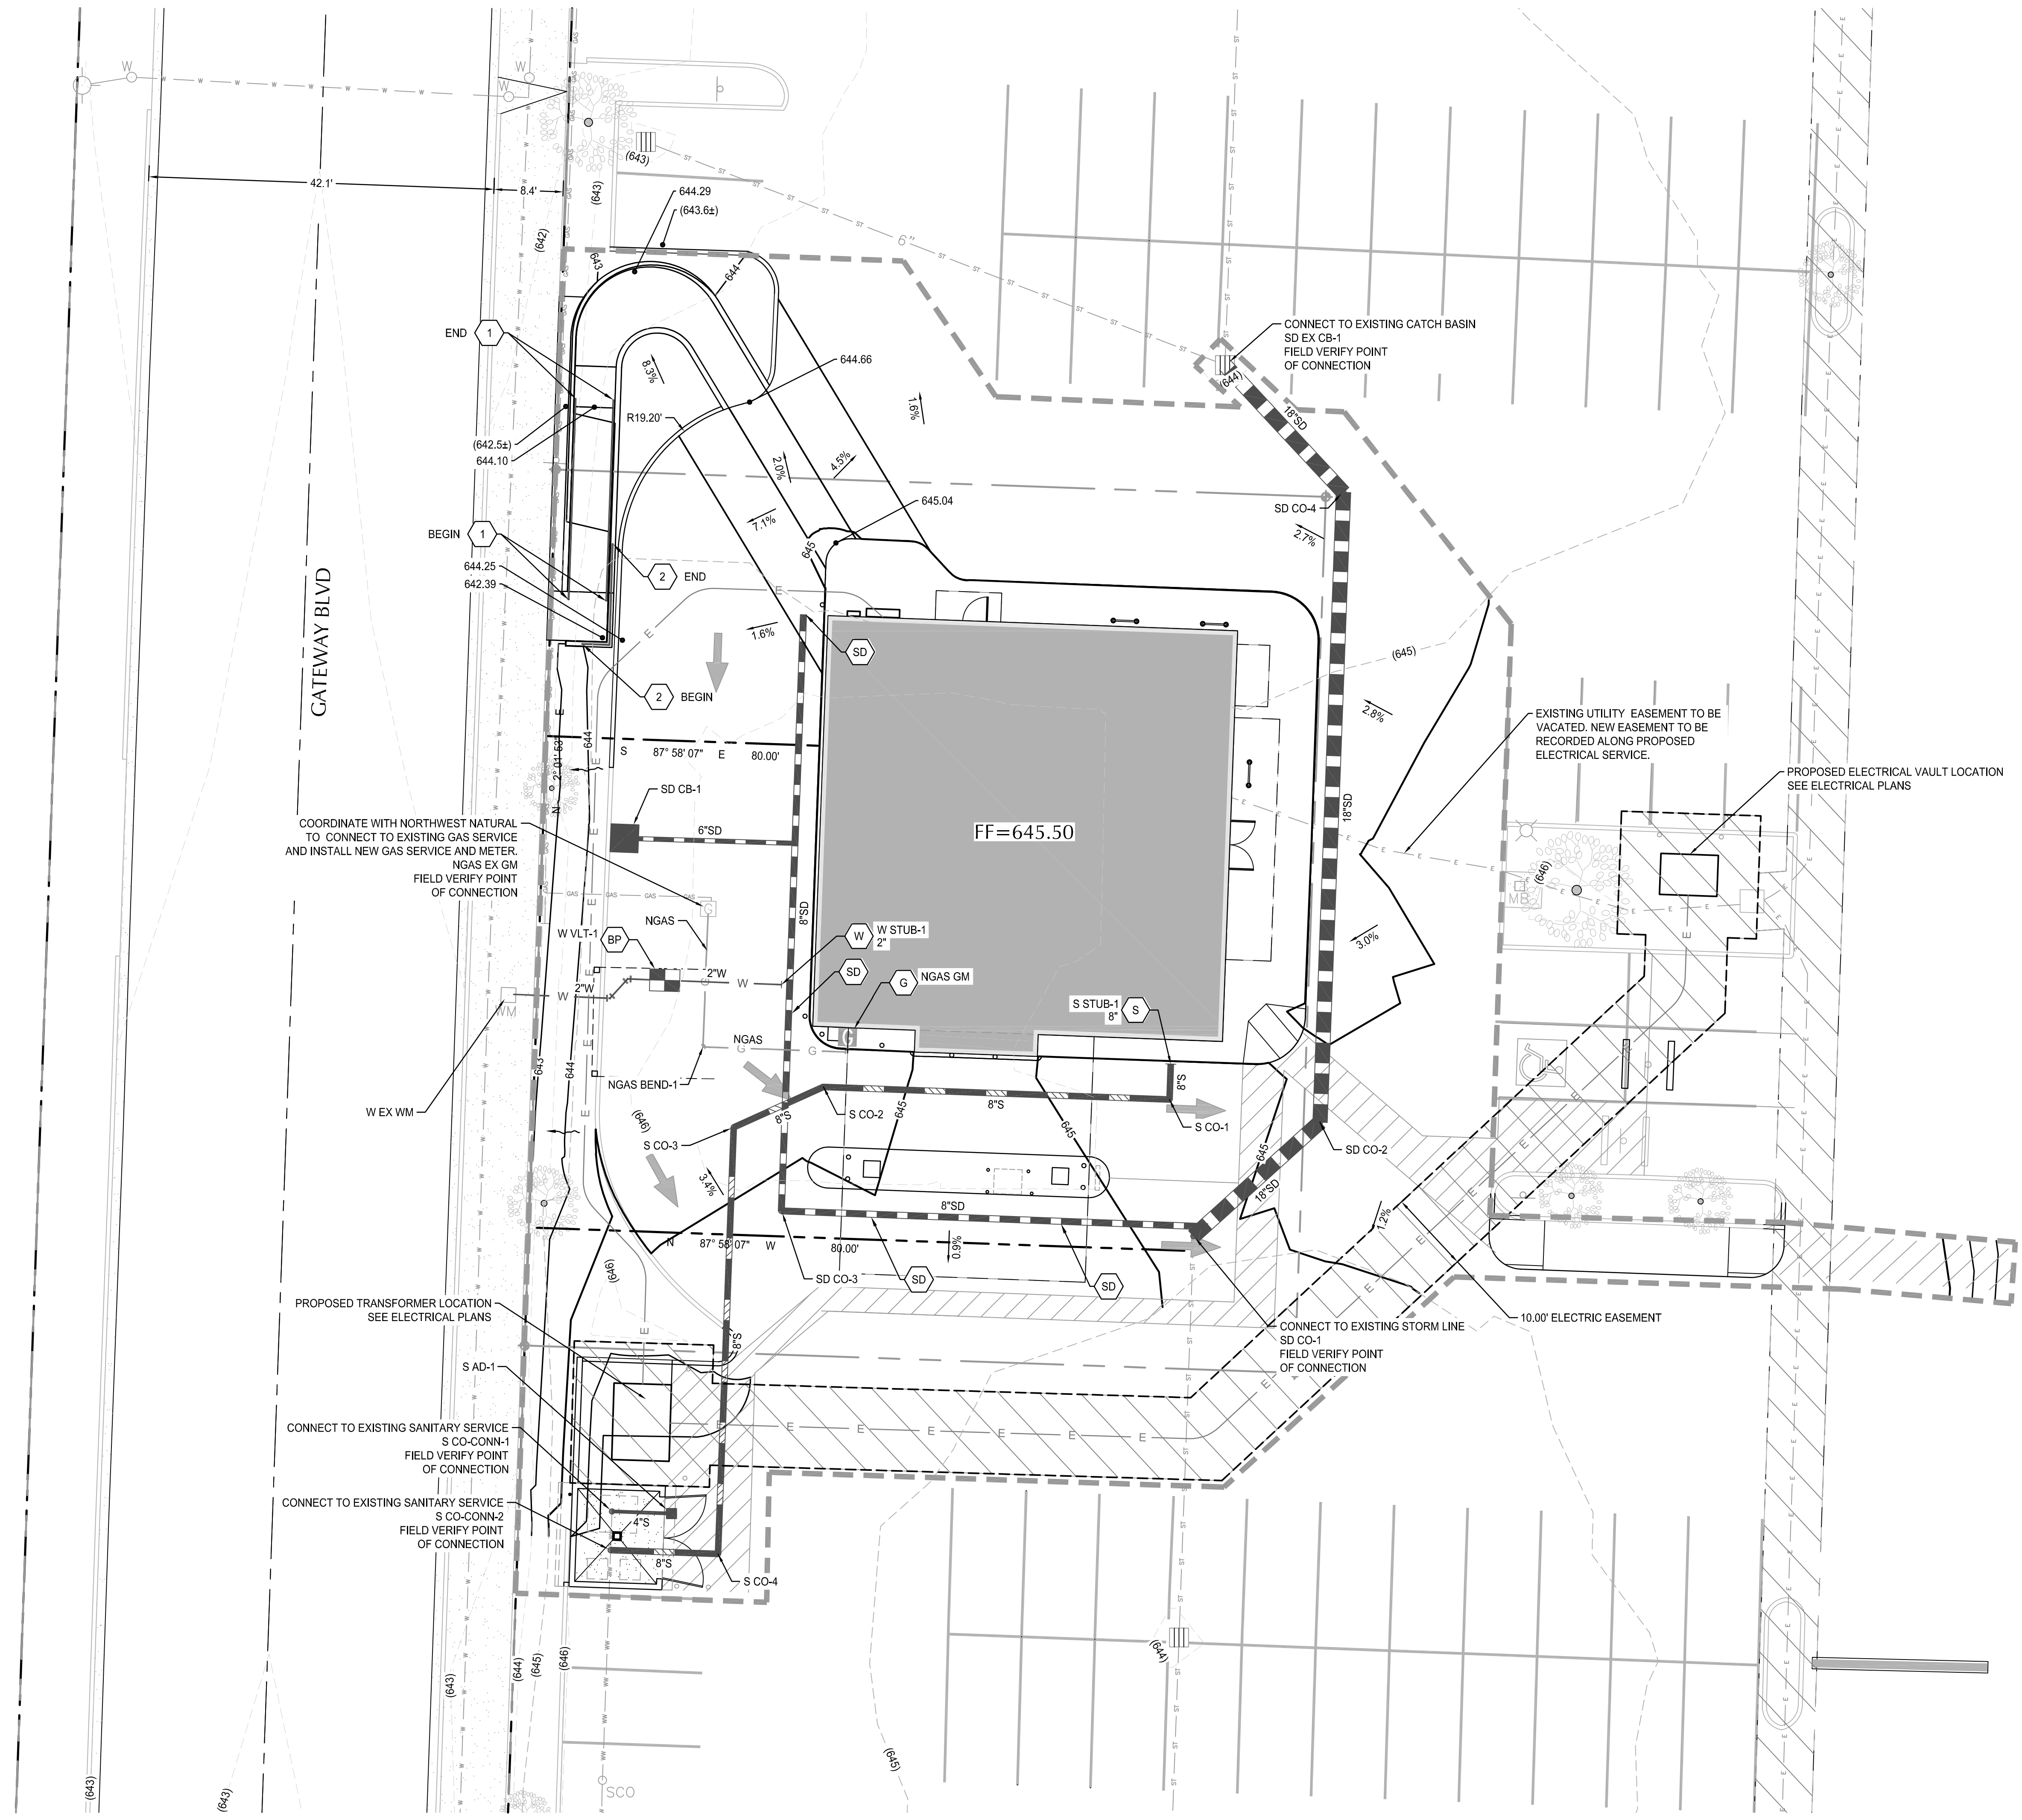 W
W
W
42.1'
8.4'
(643)
(643)
(642)
644.29
(643.6±)
6"
643
644
END 1
8.3%
644.66
1.6%
R19.20'
CONNECT TO EXISTING CATCH BASIN
SD EX CB-1
FIELD VERIFY POINT
OF CONNECTION
(644)
18"SD
(642.5±)
644.10
2.0%
4.5%
645.04
SD CO-4
BEGIN 1
7.1%
645
2.7%
644.25
642.39
2 END
E
E
1.6%
SD
2 BEGIN
GATEWAY BLVD
(645)
2.8%
EXISTING UTILITY EASEMENT TO BE
VACATED. NEW EASEMENT TO BE
RECORDED ALONG PROPOSED
ELECTRICAL SERVICE.
S 87° 58' 07" E 80.00'
N 2° 01' 53" E
644
SD CB-1
6"SD
FF=645.50
18"SD
PROPOSED ELECTRICAL VAULT LOCATION
SEE ELECTRICAL PLANS
COORDINATE WITH NORTHWEST NATURAL
TO CONNECT TO EXISTING GAS SERVICE
AND INSTALL NEW GAS SERVICE AND METER.
NGAS EX GM
FIELD VERIFY POINT
OF CONNECTION
GAS GAS GAS GAS
G
(646)
MB
8"SD
NGAS
W VLT-1
BP
W W STUB-1
2"
3.0%
SD
G NGAS GM
2"W
2"W
W
W
WM
S STUB-1
8"
S
NGAS
G
G
G
NGAS BEND-1
643
644
8"S
W EX WM
(646)
8"S
S CO-2
8"S
S CO-1
S CO-3
645
645
645
SD CO-2
3.4%
8"SD
18"SD
1.2%
N 87° 58' 07" W 80.00'
0.9%
(646)
SD CO-3
SD
SD
PROPOSED TRANSFORMER LOCATION
SEE ELECTRICAL PLANS
10.00' ELECTRIC EASEMENT
CONNECT TO EXISTING STORM LINE
SD CO-1
FIELD VERIFY POINT
OF CONNECTION
8"S
S AD-1
E E E E E E E
CONNECT TO EXISTING SANITARY SERVICE
S CO-CONN-1
FIELD VERIFY POINT
OF CONNECTION
CONNECT TO EXISTING SANITARY SERVICE
S CO-CONN-2
FIELD VERIFY POINT
OF CONNECTION
4"S
8"S
S CO-4
(643)
(644)
(645)
(646)
(644)
(645)
(643)
(643)
SCO